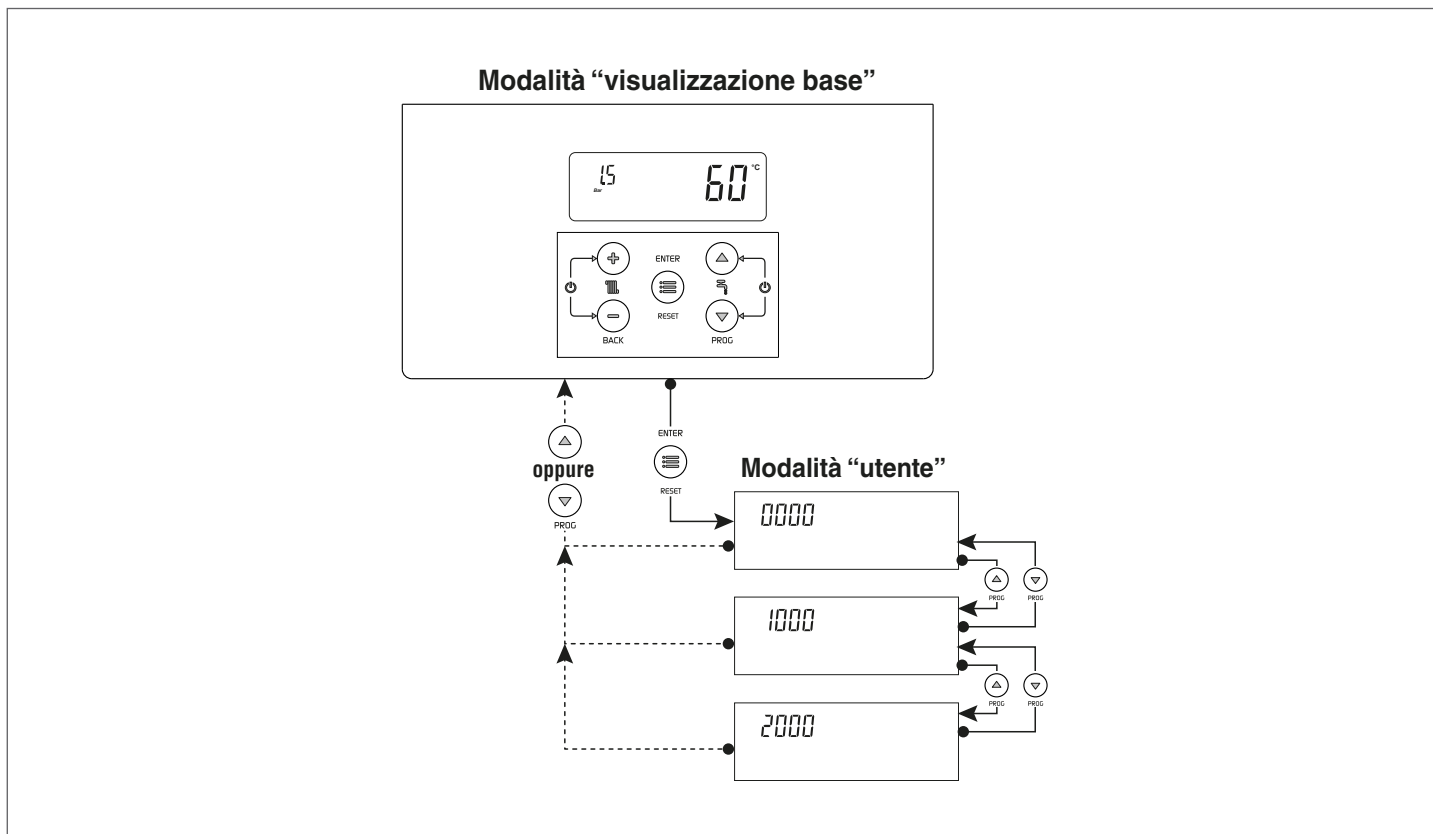 Modalità “visualizzazione base”
1.5
Bar
60 °C
ENTER
RESET
BACK
PROG
ENTER
RESET
oppure
PROG
Modalità “utente”
0000
PROG PROG
1000
PROG PROG
2000